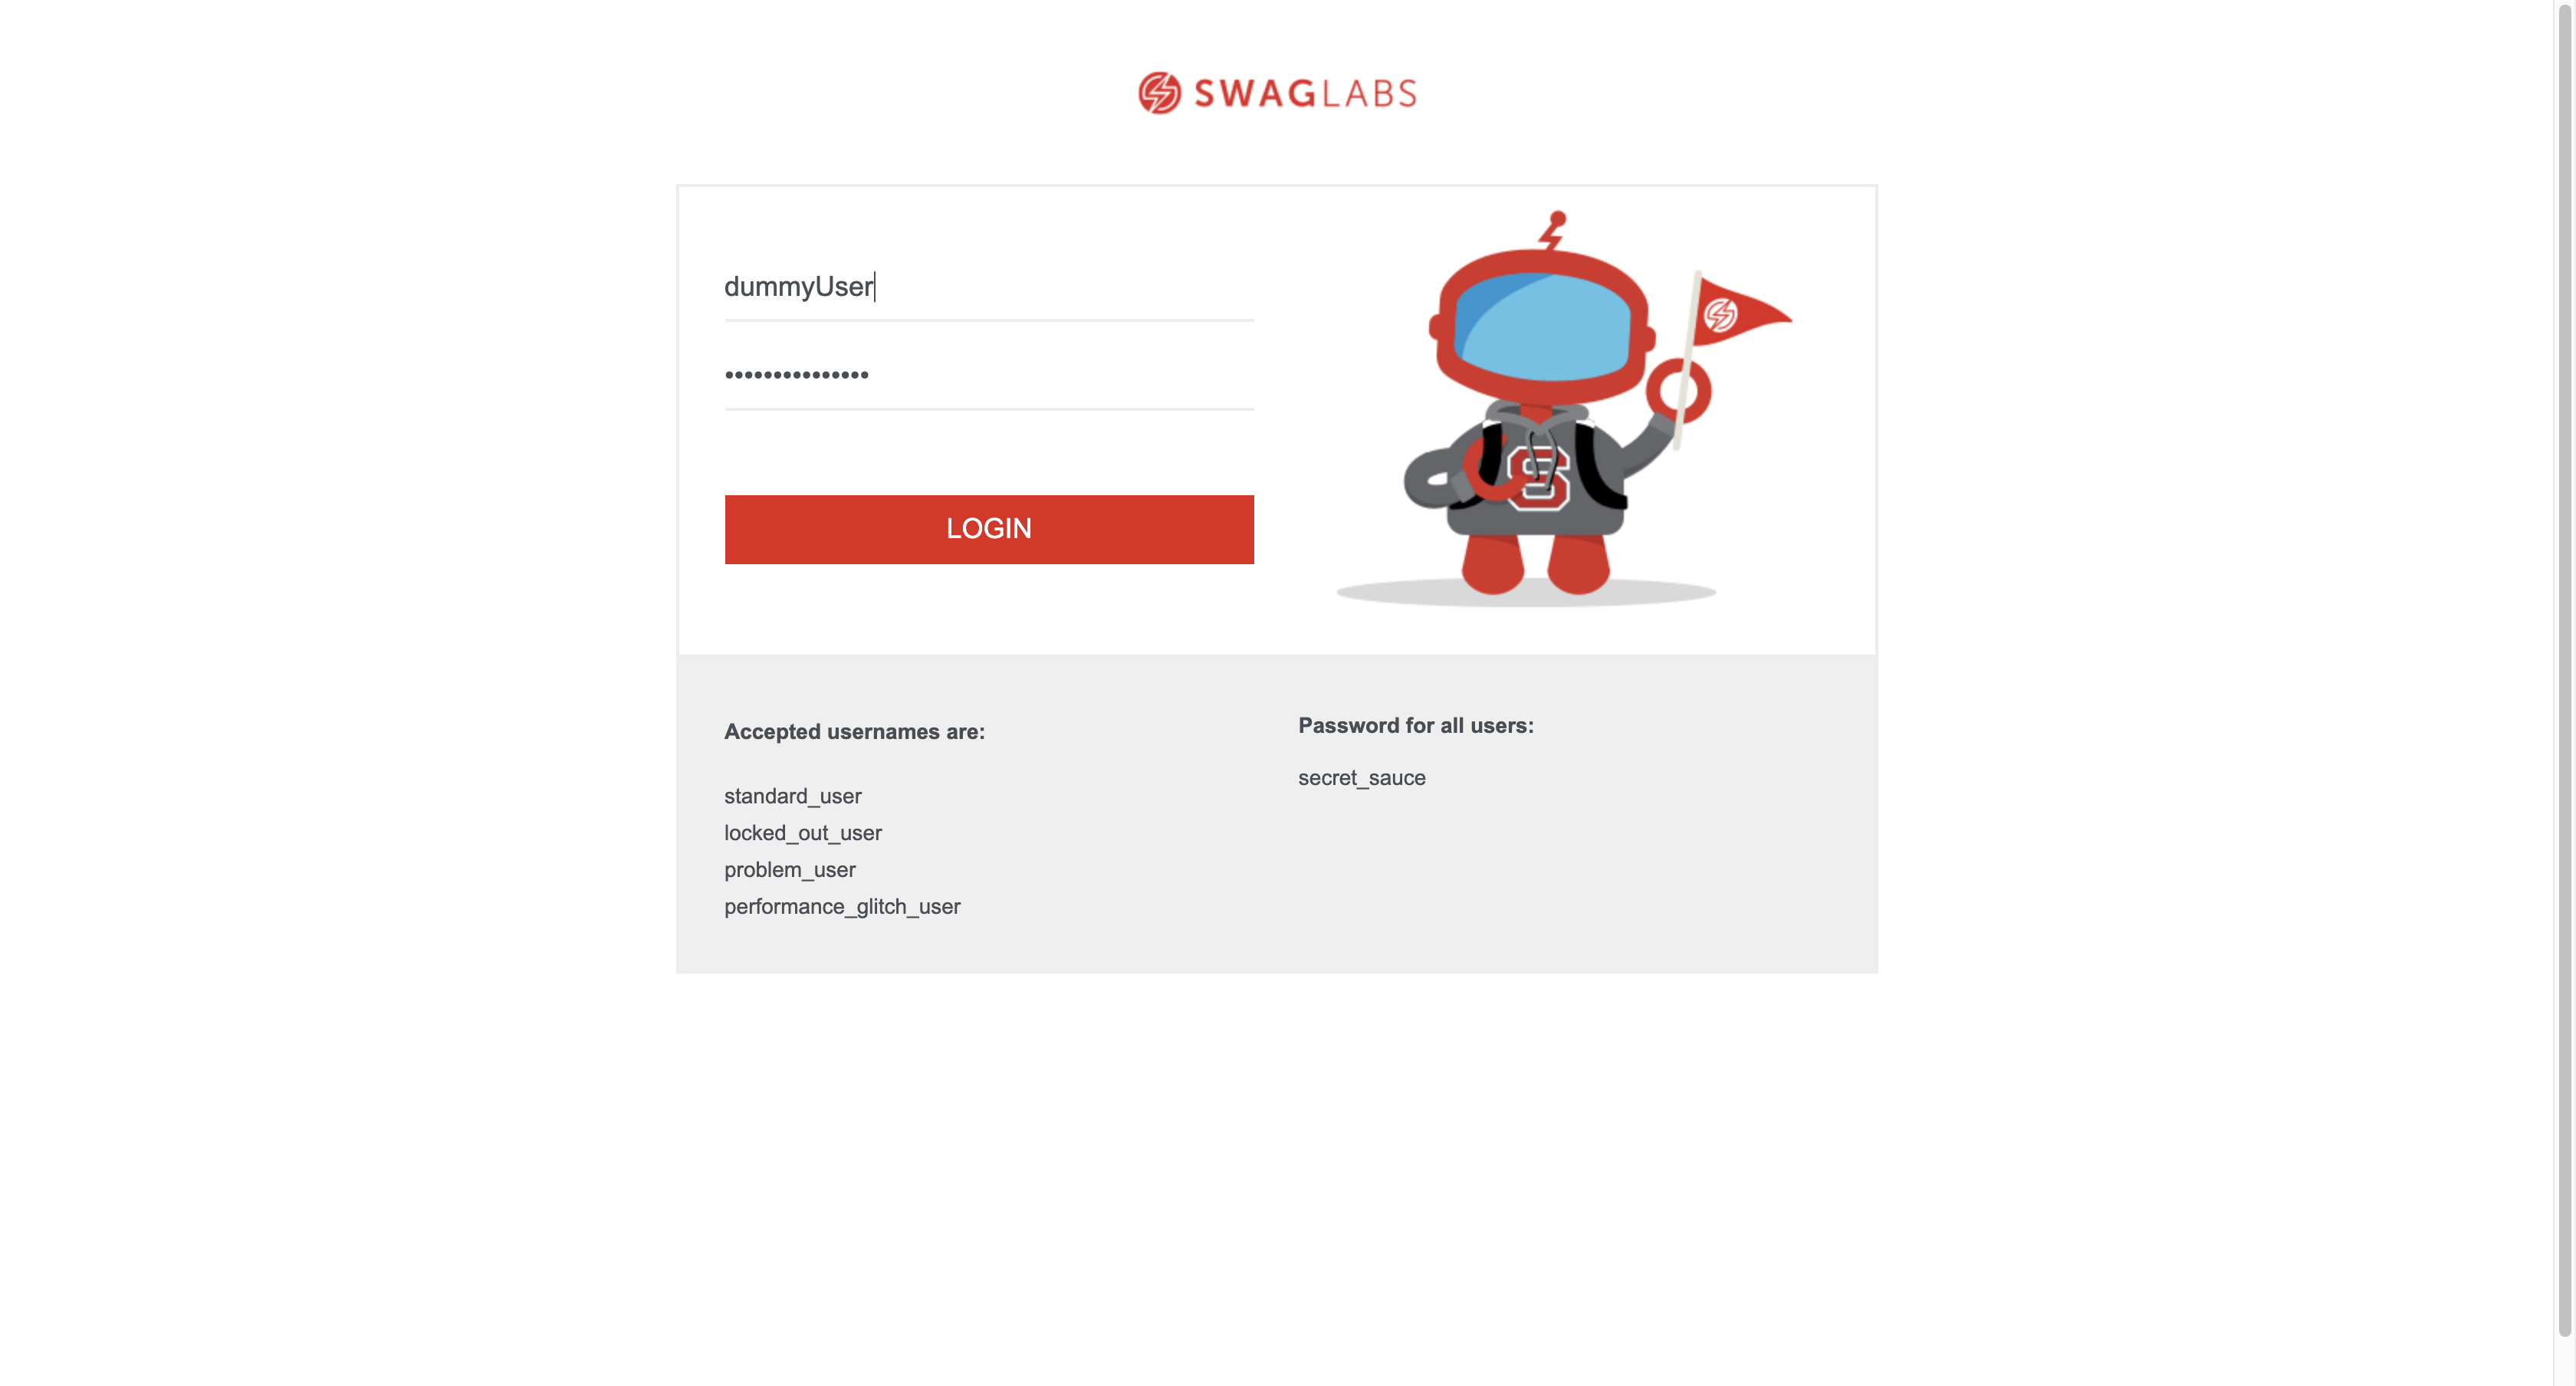 SWAGLABS
dummyUser
•••••••••••••••
LOGIN
Accepted usernames are:
standard_user
locked_out_user
problem_user
performance_glitch_user
Password for all users:
secret_sauce
S